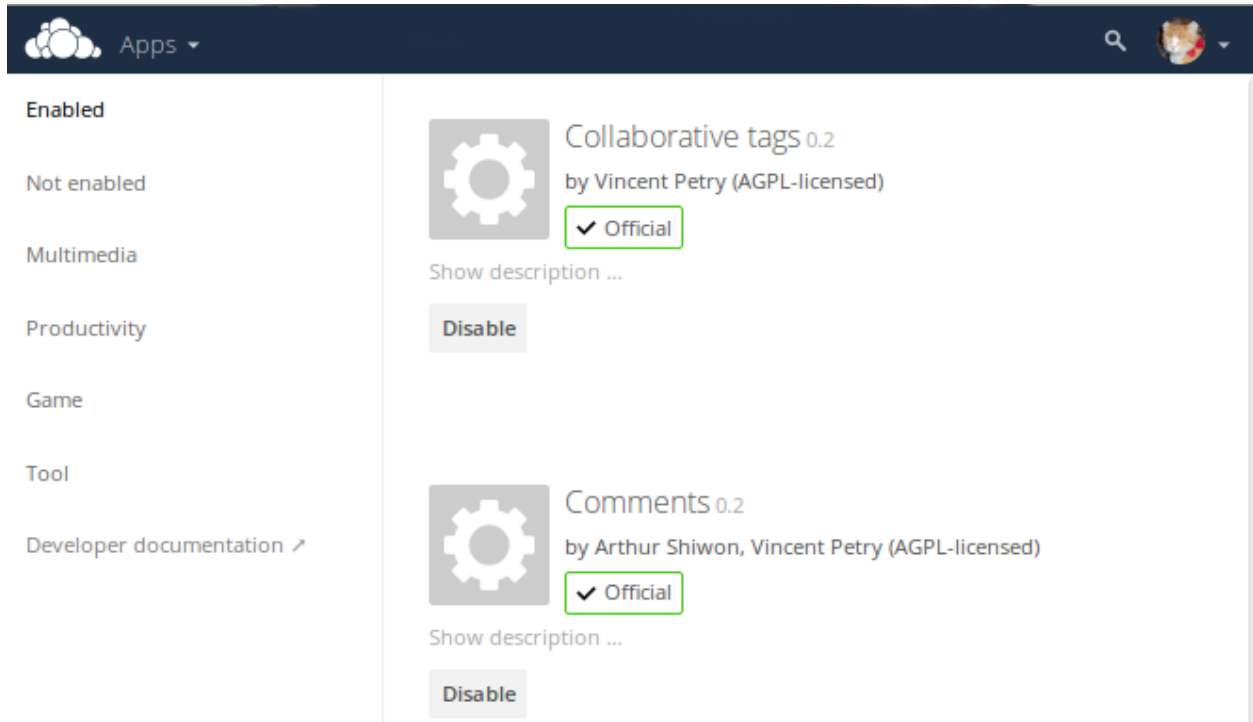 Apps
Enabled
Not enabled
Multimedia
Productivity
Game
Tool
Developer documentation ↗
Collaborative tags 0.2
by Vincent Petry (AGPL-licensed)
✔ Official
Show description ...
Disable
Comments 0.2
by Arthur Shiwon, Vincent Petry (AGPL-licensed)
✔ Official
Show description ...
Disable